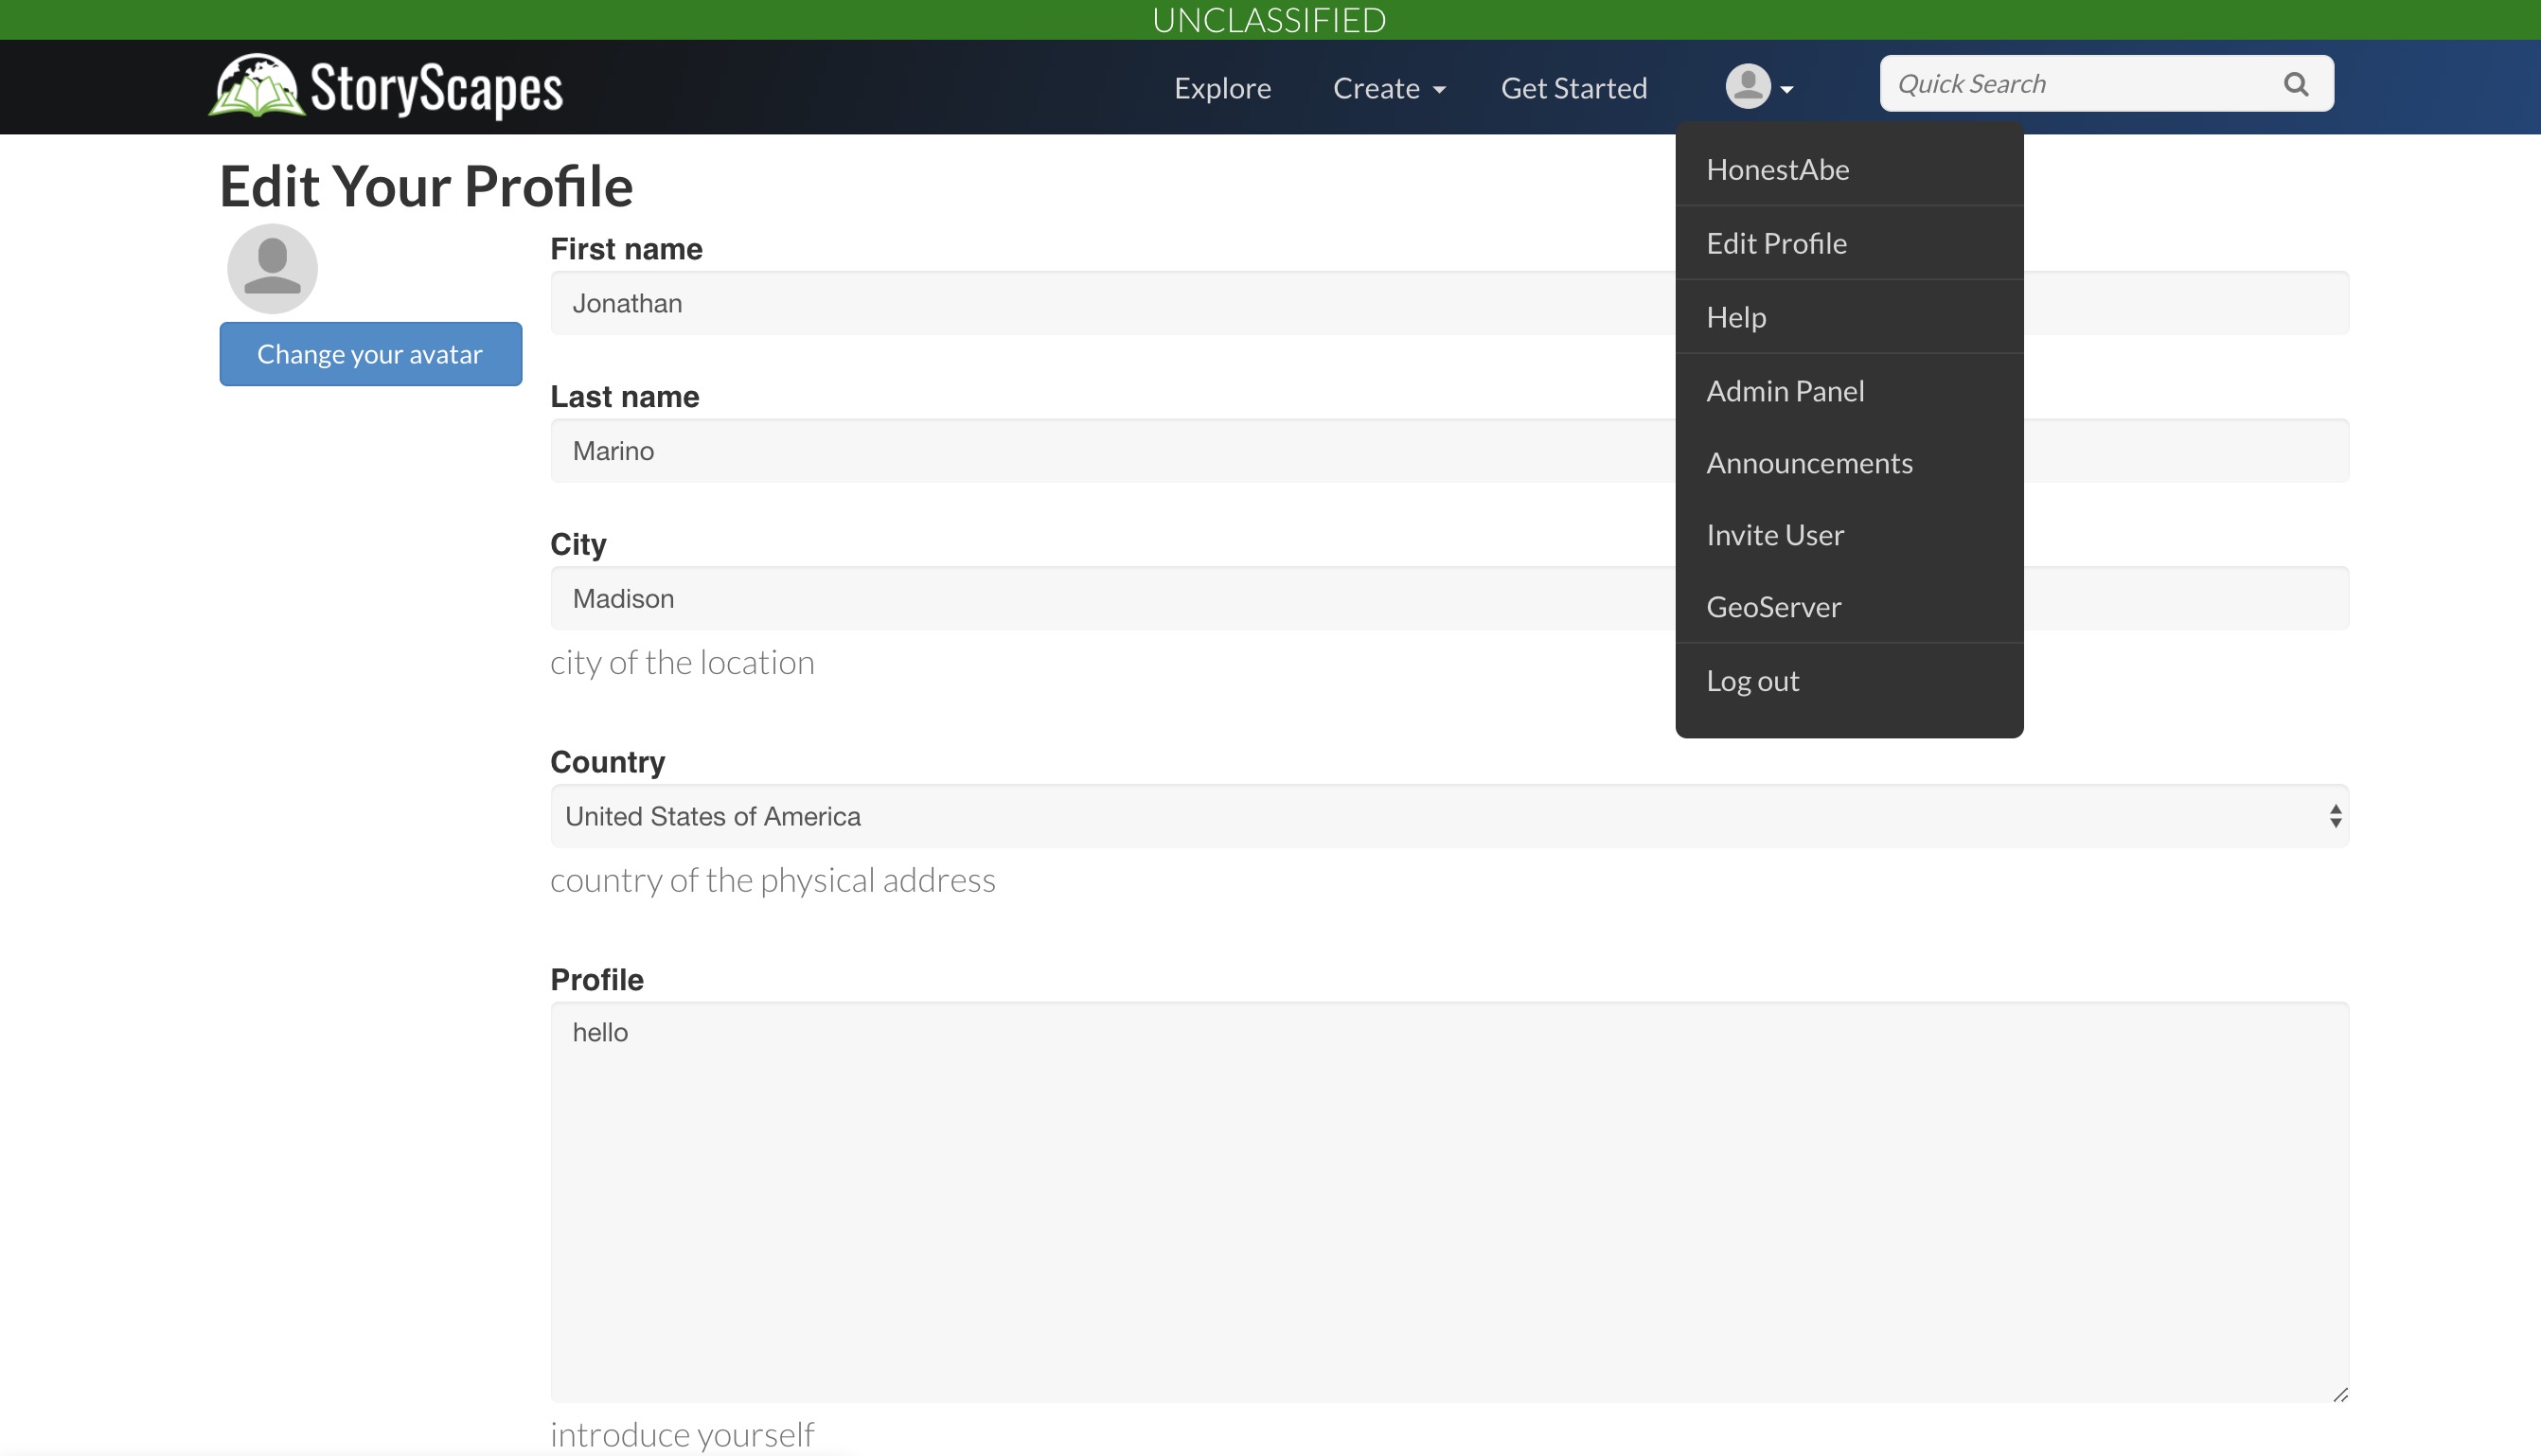 UNCLASSIFIED
StoryScapes
Explore
Create
Get Started
Quick Search
HonestAbe
Edit Profile
Help
Admin Panel
Announcements
Invite User
GeoServer
Log out
Edit Your Profile
Change your avatar
First name
Jonathan
Last name
Marino
City
Madison
city of the location
Country
United States of America
country of the physical address
Profile
hello
introduce yourself